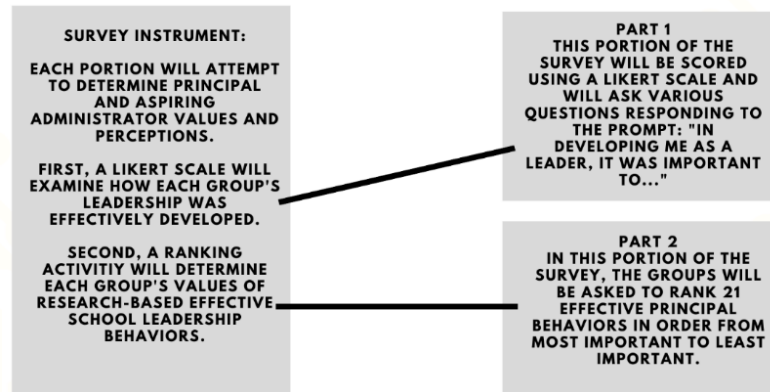 SURVEY INSTRUMENT:
EACH PORTION WILL ATTEMPT
TO DETERMINE PRINCIPAL
AND ASPIRING
ADMINISTRATOR VALUES AND
PERCEPTIONS.
FIRST, A LIKERT SCALE WILL
EXAMINE HOW EACH GROUP'S
LEADERSHIP WAS
EFFECTIVELY DEVELOPED.
SECOND, A RANKING
ACTIVITIY WILL DETERMINE
EACH GROUP'S VALUES OF
RESEARCH-BASED EFFECTIVE
SCHOOL LEADERSHIP
BEHAVIORS.
PART 1
THIS PORTION OF THE
SURVEY WILL BE SCORED
USING A LIKERT SCALE AND
WILL ASK VARIOUS
QUESTIONS RESPONDING TO
THE PROMPT: "IN
DEVELOPING ME AS A
LEADER, IT WAS IMPORTANT
TO..."
PART 2
IN THIS PORTION OF THE
SURVEY, THE GROUPS WILL
BE ASKED TO RANK 21
EFFECTIVE PRINCIPAL
BEHAVIORS IN ORDER FROM
MOST IMPORTANT TO LEAST
IMPORTANT.